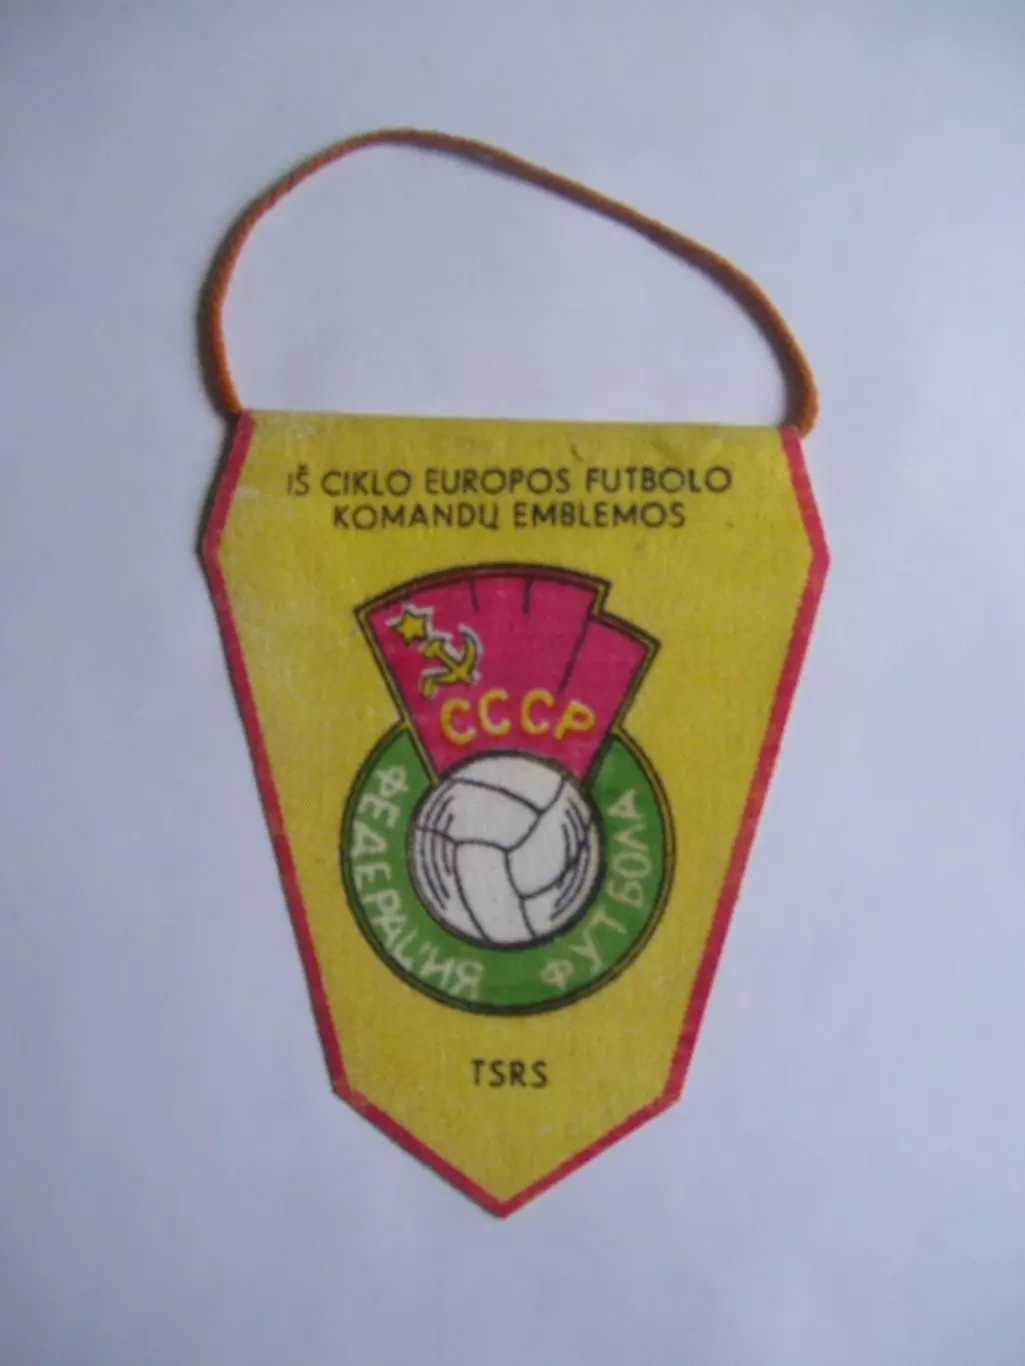 IŠ CIKLO EUROPOS FUTBOLO
KOMANDŲ EMBLEMOS
СССР
ФЕДЕРАЦИЯ ФУТБОЛА
TSRS